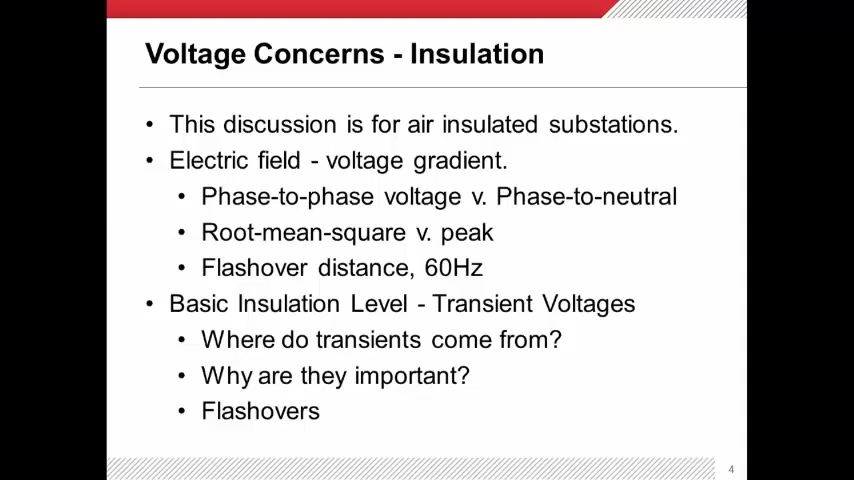 Voltage Concerns - Insulation
• This discussion is for air insulated substations.
• Electric field - voltage gradient.
• Phase-to-phase voltage v. Phase-to-neutral
• Root-mean-square v. peak
• Flashover distance, 60Hz
• Basic Insulation Level - Transient Voltages
• Where do transients come from?
• Why are they important?
• Flashovers
4